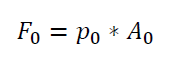 F₀ = p₀ * A₀